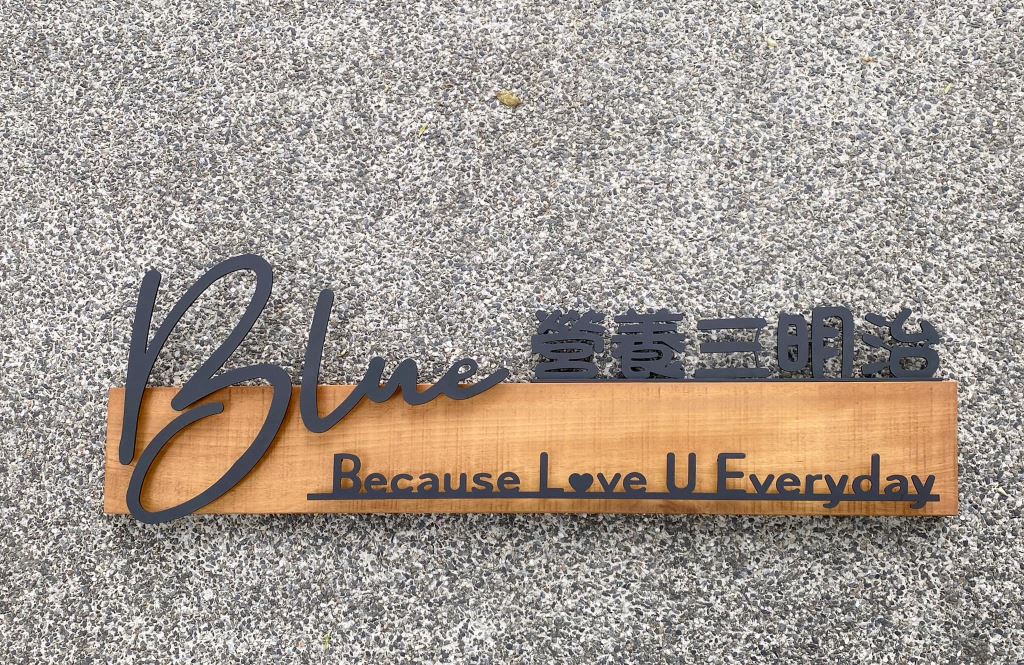 Blue 營養三明治
Because Love U Everyday